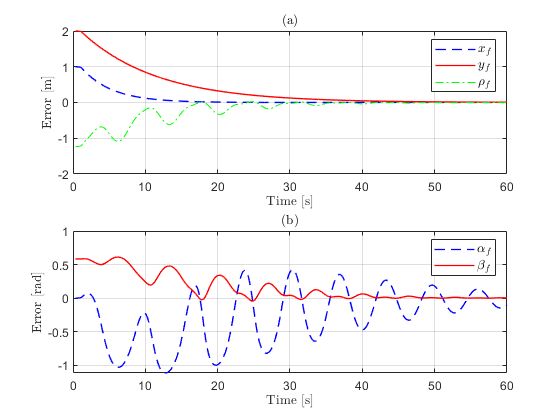 (a)
2
1
0
-1
-2
Error [m]
x_f
y_f
ρ_f
0 10 20 30 40 50 60
Time [s]
(b)
1
0.5
0
-0.5
-1
Error [rad]
α_f
β_f
0 10 20 30 40 50 60
Time [s]